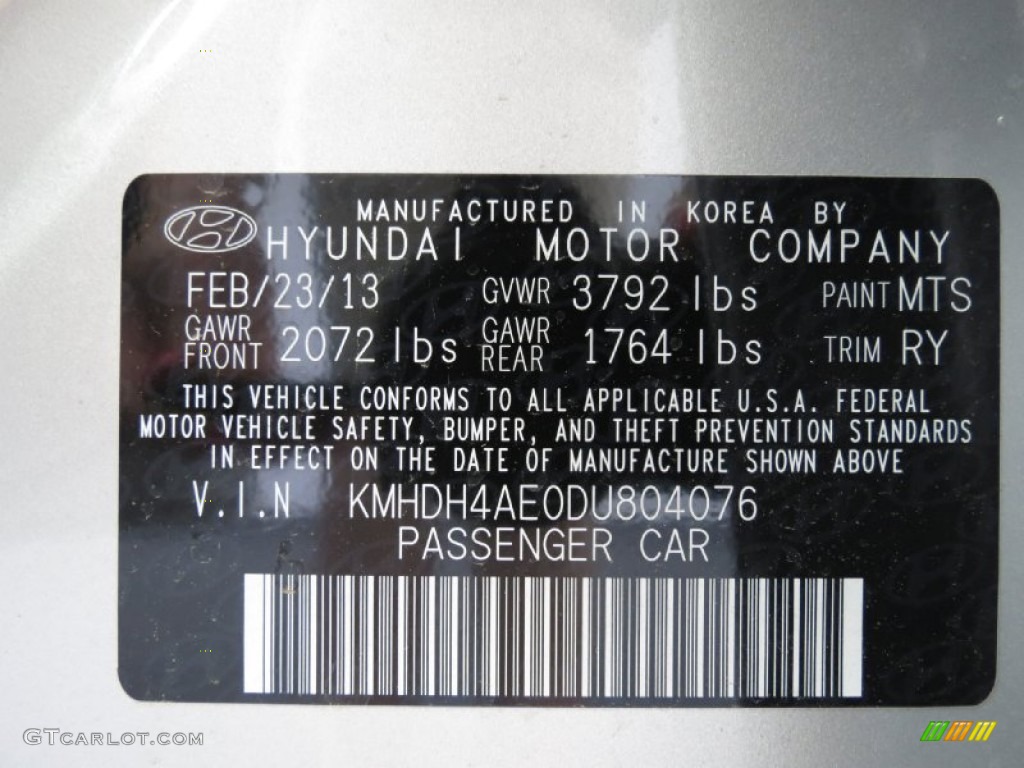 MANUFACTURED IN KOREA BY
HYUNDAI MOTOR COMPANY
FEB/23/13 GVWR 3792 lbs PAINT MTS
GAWR FRONT 2072 lbs GAWR REAR 1764 lbs TRIM RY
THIS VEHICLE CONFORMS TO ALL APPLICABLE U.S.A. FEDERAL
MOTOR VEHICLE SAFETY, BUMPER, AND THEFT PREVENTION STANDARDS
IN EFFECT ON THE DATE OF MANUFACTURE SHOWN ABOVE
V.I.N KMHDH4AE0DU804076
PASSENGER CAR
GTCARLOT.COM